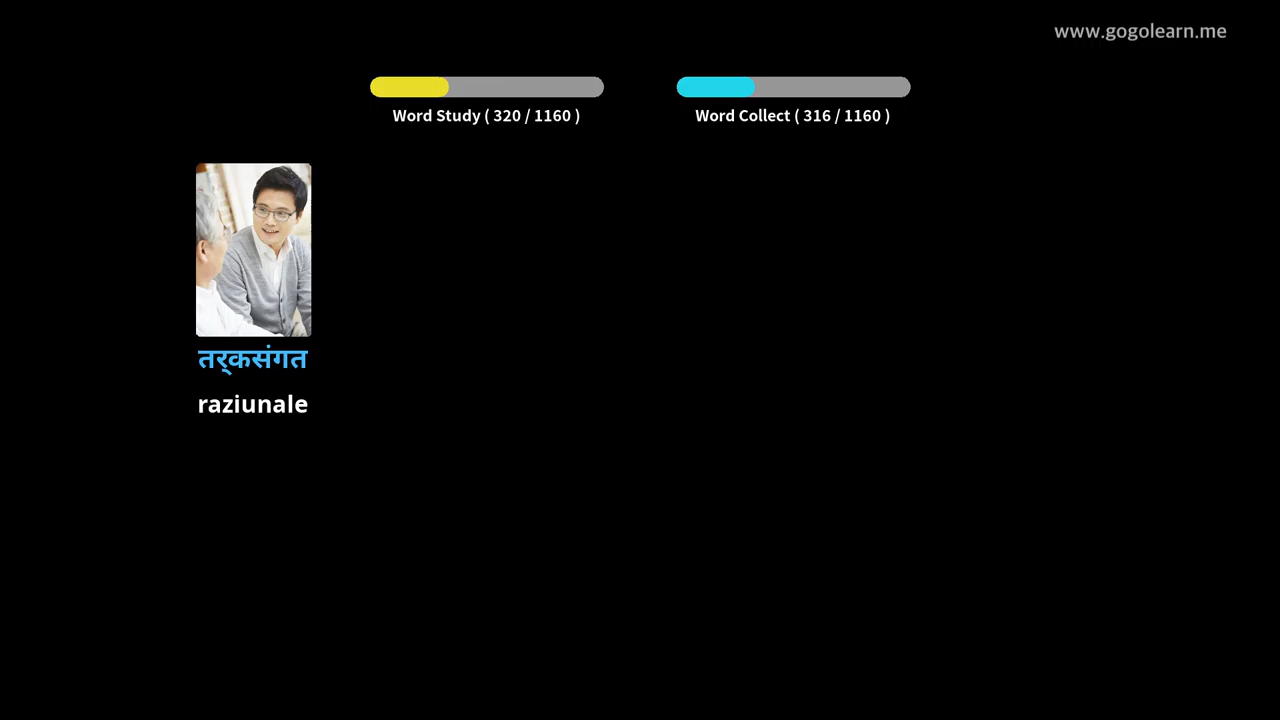 www.gogolearn.me
Word Study ( 320 / 1160 )
Word Collect ( 316 / 1160 )
तर्कसंगत
raziunale